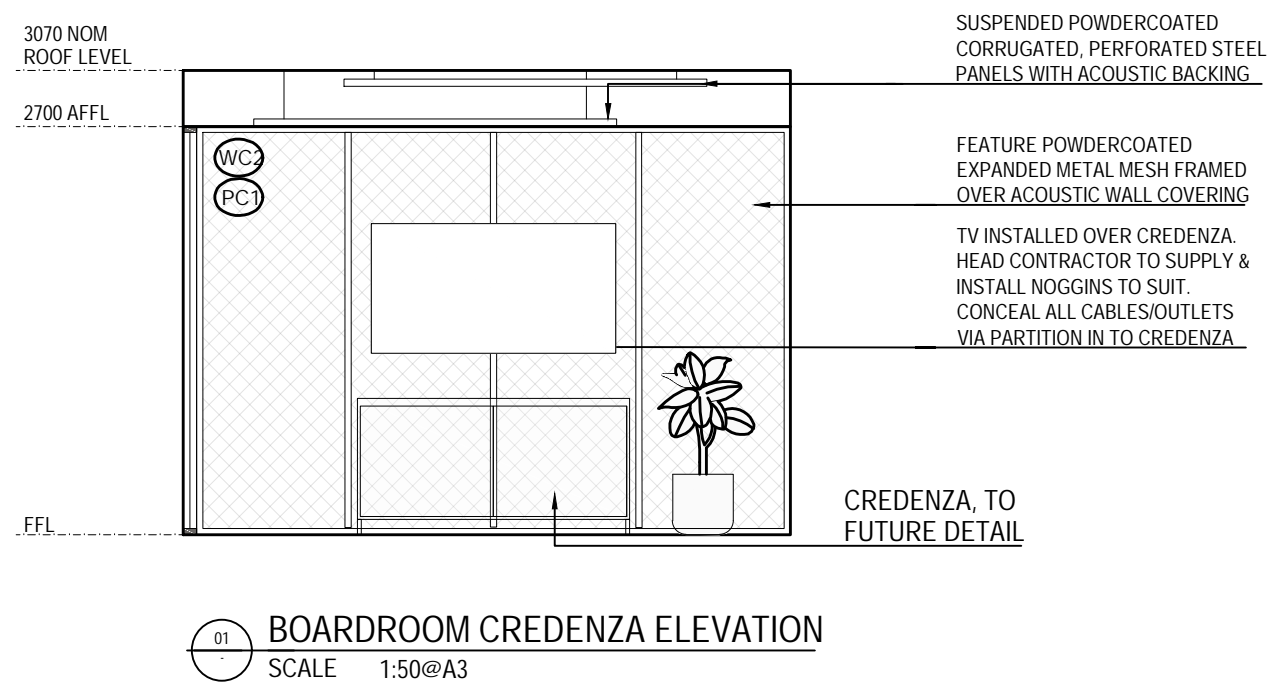 3070 NOM
ROOF LEVEL
2700 AFFL
SUSPENDED POWDERCOATED
CORRUGATED, PERFORATED STEEL
PANELS WITH ACOUSTIC BACKING
WC2
PC1
FEATURE POWDERCOATED
EXPANDED METAL MESH FRAMED
OVER ACOUSTIC WALL COVERING
TV INSTALLED OVER CREDENZA.
HEAD CONTRACTOR TO SUPPLY &
INSTALL NOGGINS TO SUIT.
CONCEAL ALL CABLES/OUTLETS
VIA PARTITION IN TO CREDENZA
FFL
CREDENZA, TO
FUTURE DETAIL
01
-
BOARDROOM CREDENZA ELEVATION
SCALE 1:50@A3